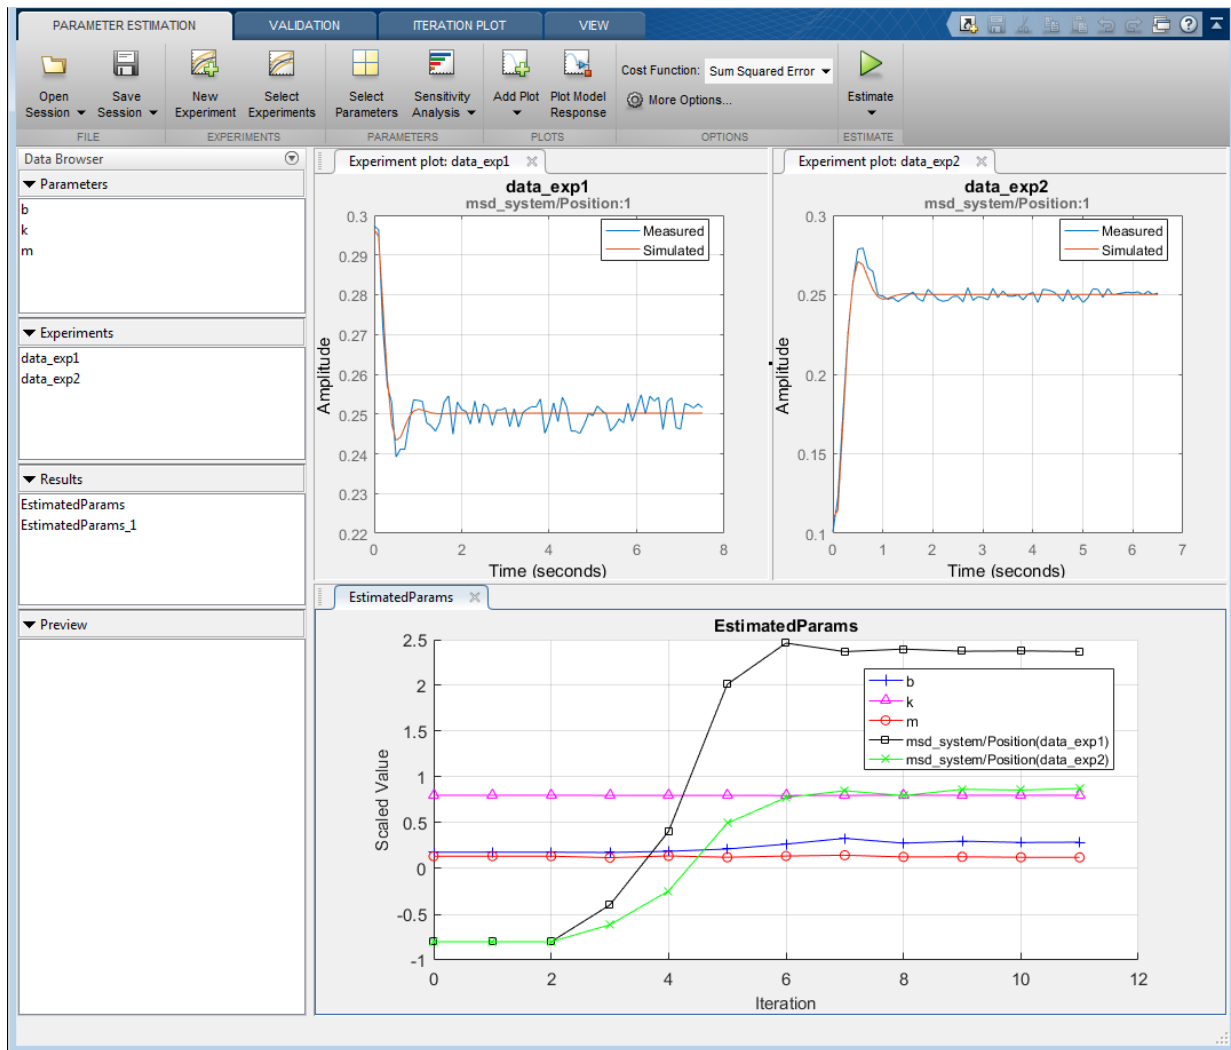 PARAMETER ESTIMATION VALIDATION ITERATION PLOT VIEW
Open Session Save Session New Experiment Select Experiments Select Parameters Sensitivity Analysis Add Plot Plot Model Response Cost Function: Sum Squared Error More Options... Estimate
FILE EXPERIMENTS PARAMETERS PLOTS OPTIONS ESTIMATE
Data Browser
Parameters
b
k
m
Experiments
data_exp1
data_exp2
Results
EstimatedParams
EstimatedParams_1
Preview
Experiment plot: data_exp1
data_exp1
msd_system/Position:1
0.3
0.29
0.28
0.27
0.26
0.25
0.24
0.23
0.22
Amplitude
Measured
Simulated
0 2 4 6 8
Time (seconds)
Experiment plot: data_exp2
data_exp2
msd_system/Position:1
0.3
0.25
0.2
0.15
0.1
Amplitude
Measured
Simulated
0 1 2 3 4 5 6 7
Time (seconds)
EstimatedParams
EstimatedParams
2.5
2
1.5
1
0.5
0
-0.5
-1
Scaled Value
b
k
m
msd_system/Position(data_exp1)
msd_system/Position(data_exp2)
0 2 4 6 8 10 12
Iteration